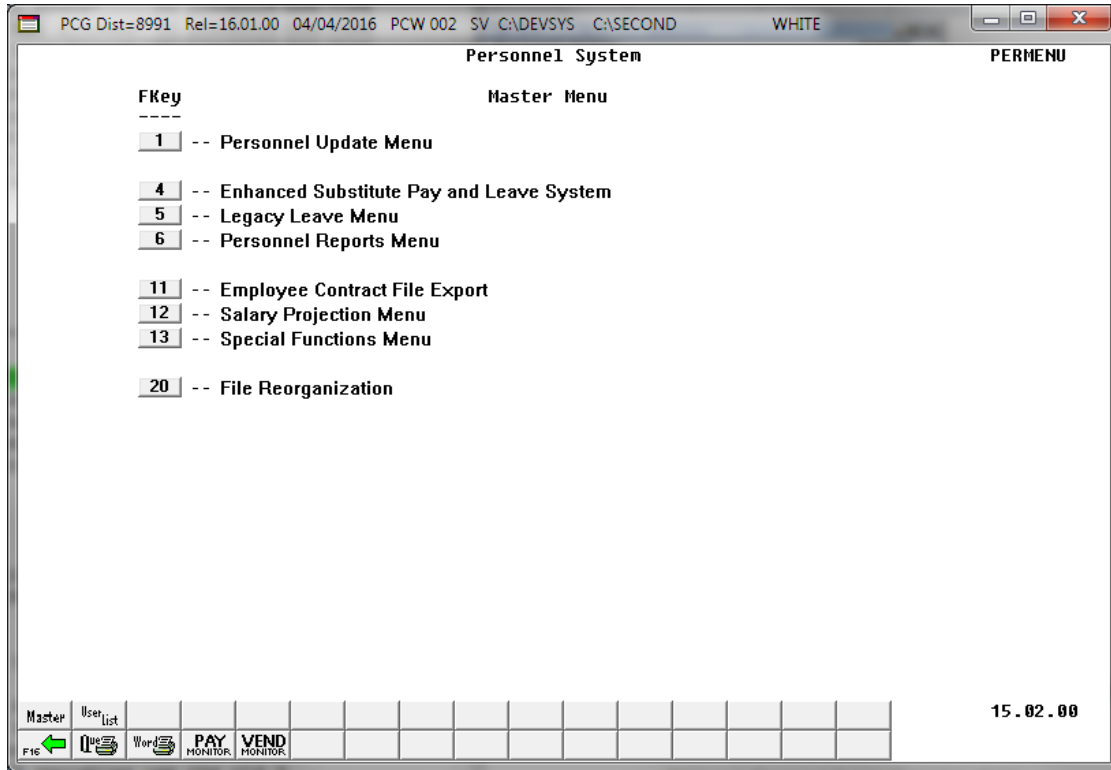 PCG Dist=8991 Rel=16.01.00 04/04/2016 PCW 002 SV C:\DEVSYS C:\SECOND WHITE
Personnel System PERMENU
FKey Master Menu
----
1 -- Personnel Update Menu
4 -- Enhanced Substitute Pay and Leave System
5 -- Legacy Leave Menu
6 -- Personnel Reports Menu
11 -- Employee Contract File Export
12 -- Salary Projection Menu
13 -- Special Functions Menu
20 -- File Reorganization
Master User List 15.02.00
F16 Que Word PAY MONITOR VEND MONITOR